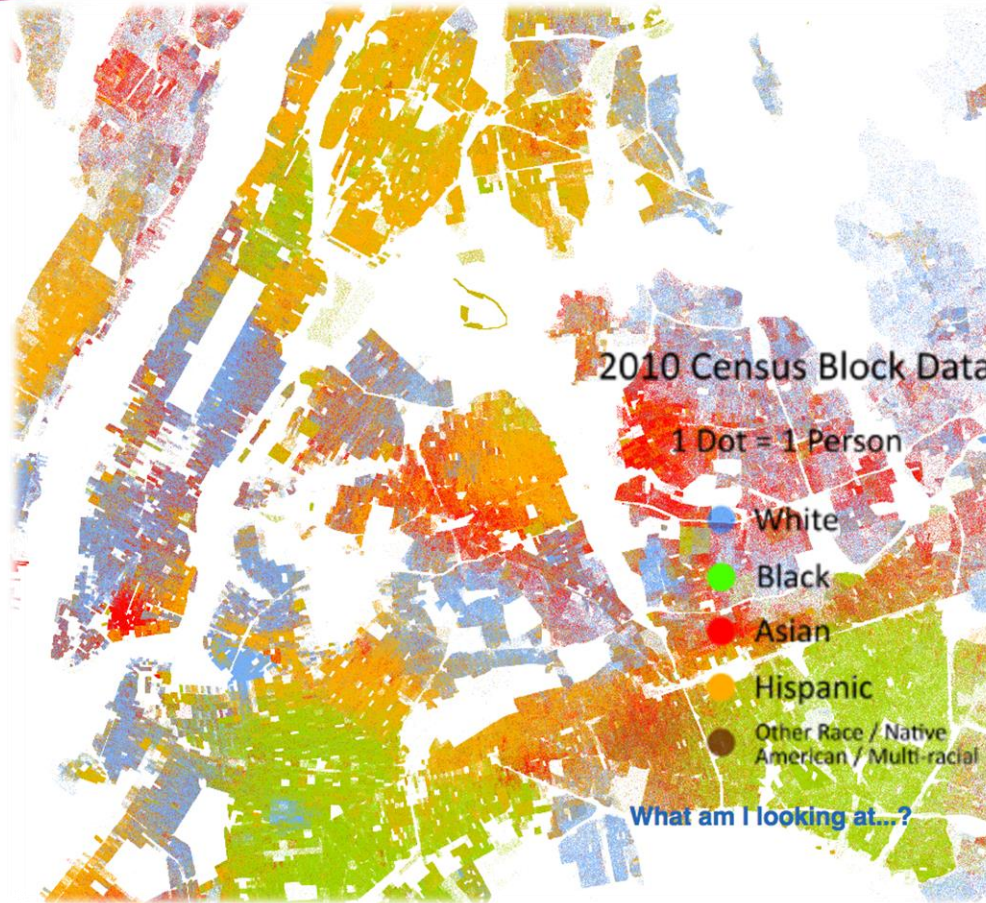 2010 Census Block Data
1 Dot = 1 Person
White
Black
Asian
Hispanic
Other Race / Native
American / Multi-racial
What am I looking at...?